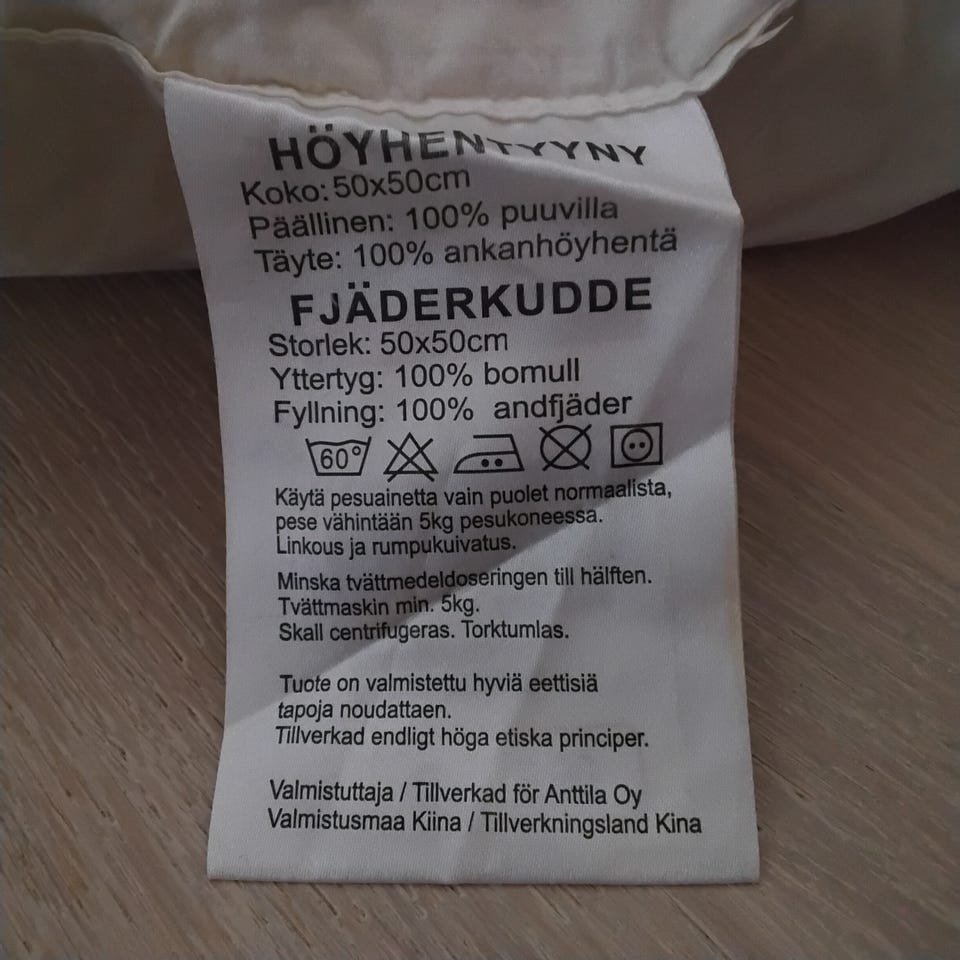 HÖYHENTYYNY
Koko: 50x50cm
Päällinen: 100% puuvilla
Täyte: 100% ankanhöyhentä
FJÄDERKUDDE
Storlek: 50x50cm
Yttertyg: 100% bomull
Fyllning: 100% andfjäder
60°
Käytä pesuainetta vain puolet normaalista,
pese vähintään 5kg pesukoneessa.
Linkous ja rumpukuivatus.
Minska tvättmedeldoseringen till hälften.
Tvättmaskin min. 5kg.
Skall centrifugeras. Torktumlas.
Tuote on valmistettu hyviä eettisiä
tapoja noudattaen.
Tillverkad endligt höga etiska principer.
Valmistuttaja / Tillverkad för Anttila Oy
Valmistusmaa Kiina / Tillverkningsland Kina